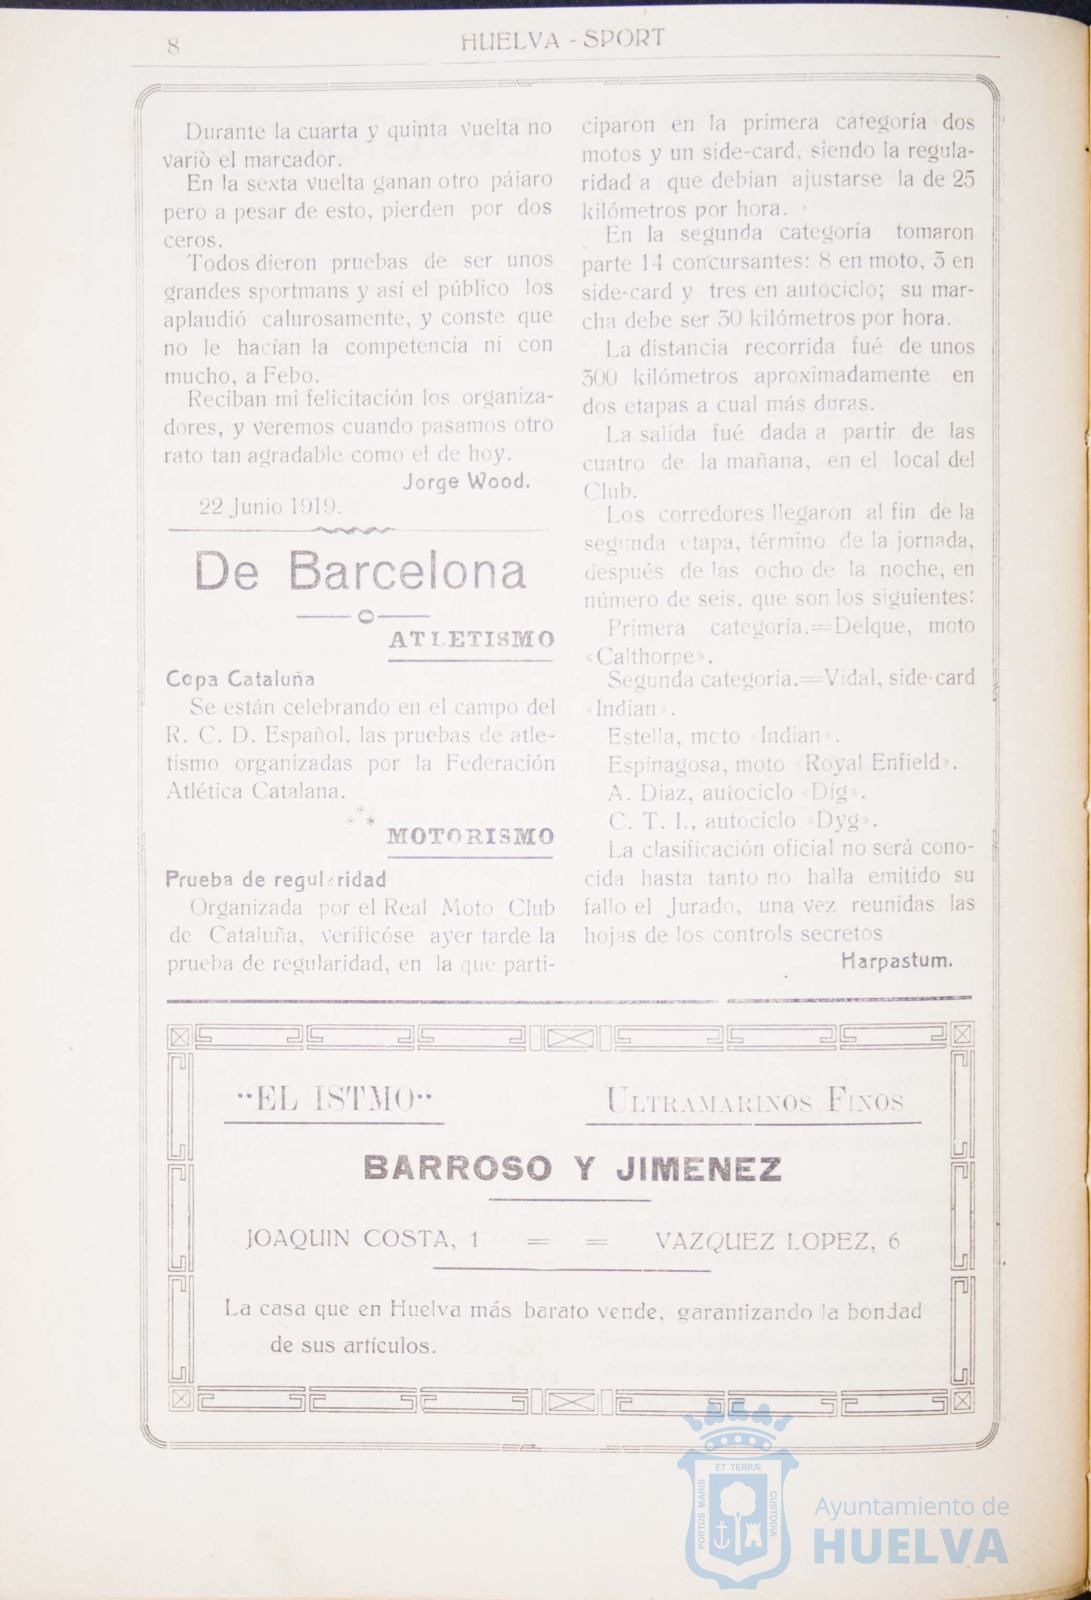 8
HUELVA - SPORT
Durante la cuarta y quinta vuelta no
variò el marcador.
En la sexta vuelta ganan otro pájaro
pero a pesar de esto, pierden por dos
ceros.
Todos dieron pruebas de ser unos
grandes sportmans y así el público los
aplaudió calurosamente, y conste que
no le hacían la competencia ni con
mucho, a Febo.
Reciban mi felicitación los organiza-
dores, y veremos cuando pasamos otro
rato tan agradable como el de hoy.
Jorge Wood.
22 Junio 1919.
De Barcelona
ATLETISMO
Copa Cataluña
Se están celebrando en el campo del
R. C. D. Español, las pruebas de atle-
tismo organizadas por la Federación
Atlética Catalana.
* *
MOTORISMO
Prueba de regularidad
Organizada por el Real Moto Club
de Cataluña, verificóse ayer tarde la
prueba de regularidad, en la que parti-
ciparon en la primera categoría dos
motos y un side-card, siendo la regula-
ridad a que debian ajustarse la de 25
kilómetros por hora.
En la segunda categoría tomaron
parte 14 concursantes: 8 en moto, 3 en
side-card y tres en autociclo; su mar-
cha debe ser 30 kilómetros por hora.
La distancia recorrida fué de unos
300 kilómetros aproximadamente en
dos etapas a cual más duras.
La salida fué dada a partir de las
cuatro de la mañana, en el local del
Club.
Los corredores llegaron al fin de la
segunda etapa, término de la jornada,
después de las ocho de la noche, en
número de seis, que son los siguientes:
Primera categoría.=Delque, moto
«Calthorpe».
Segunda categoria.=Vidal, side-card
«Indian».
Estella, moto «Indian».
Espinagosa, moto «Royal Enfield».
A. Diaz, autociclo «Dig».
C. T. I., autociclo «Dyg».
La clasificación oficial no será cono-
cida hasta tanto no halla emitido su
fallo el Jurado, una vez reunidas las
hojas de los controls secretos
Harpastum.
"EL ISTMO"
ULTRAMARINOS FINOS
BARROSO Y JIMENEZ
JOAQUIN COSTA, 1 = = VAZQUEZ LOPEZ, 6
La casa que en Huelva más barato vende, garantizando la bondad
de sus artículos.
ET TERRÆ
PORTUS MARIS
CUSTODIA
Ayuntamiento de
HUELVA